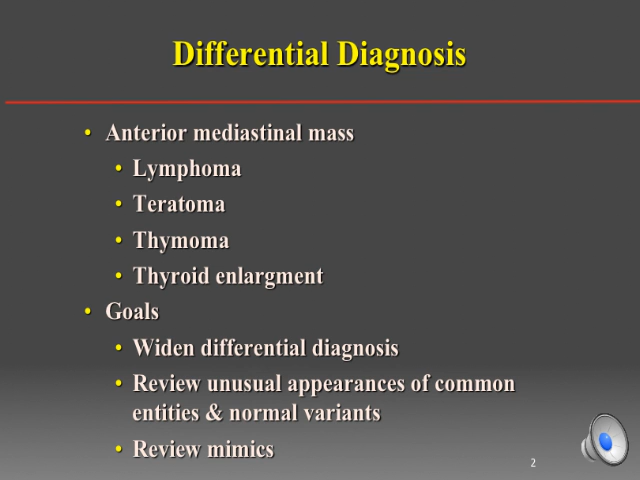 Differential Diagnosis
• Anterior mediastinal mass
• Lymphoma
• Teratoma
• Thymoma
• Thyroid enlargment
• Goals
• Widen differential diagnosis
• Review unusual appearances of common
entities & normal variants
• Review mimics
2